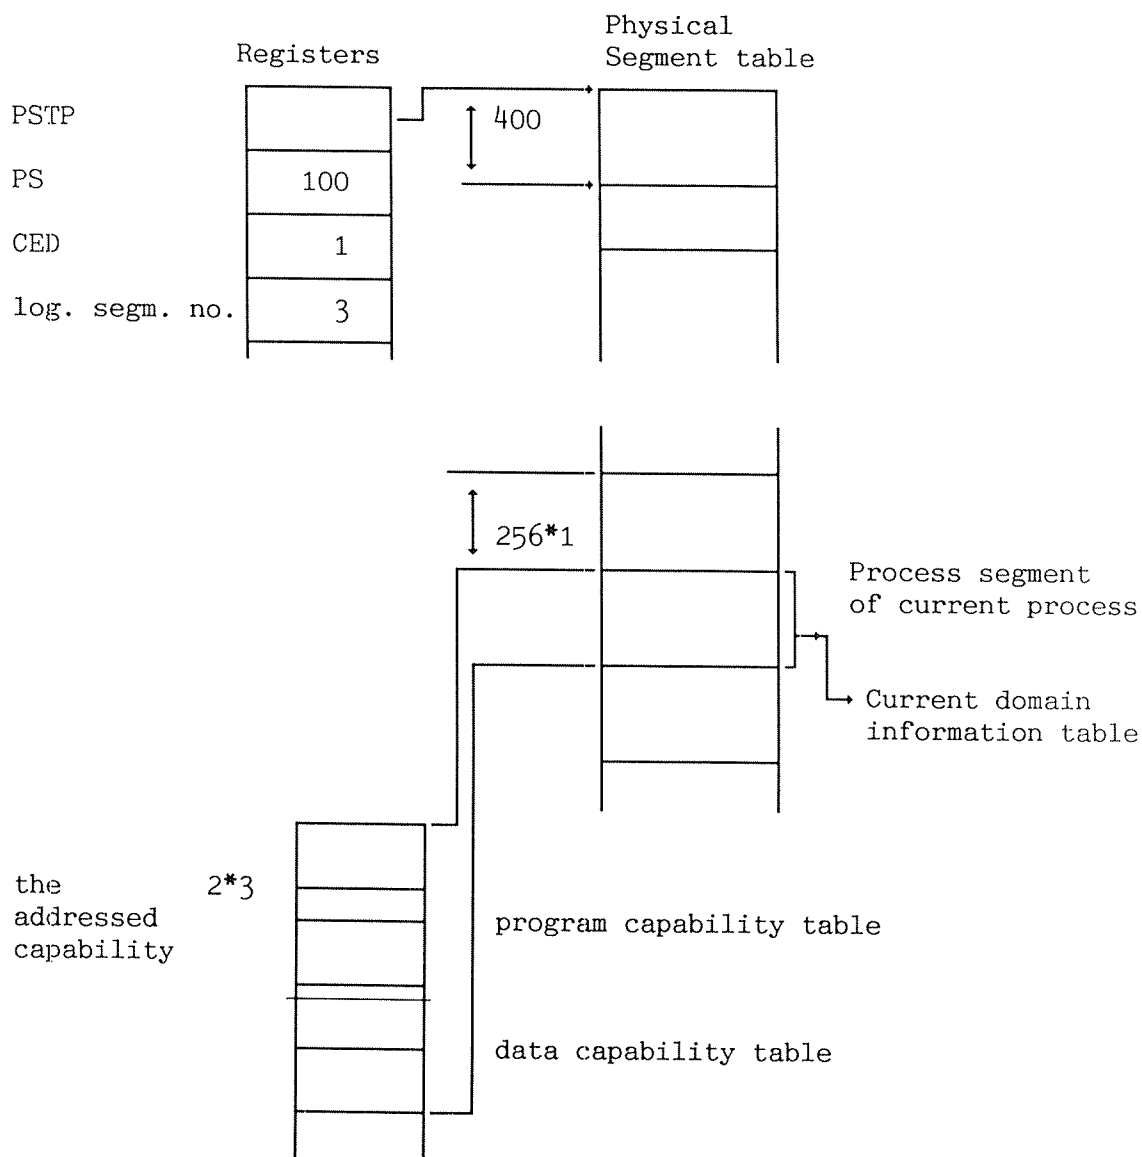 Physical
Segment table
Registers
PSTP
400
PS
100
CED
1
log. segm. no.
3
256*1
Process segment
of current process
Current domain
information table
the
addressed
capability
2*3
program capability table
data capability table